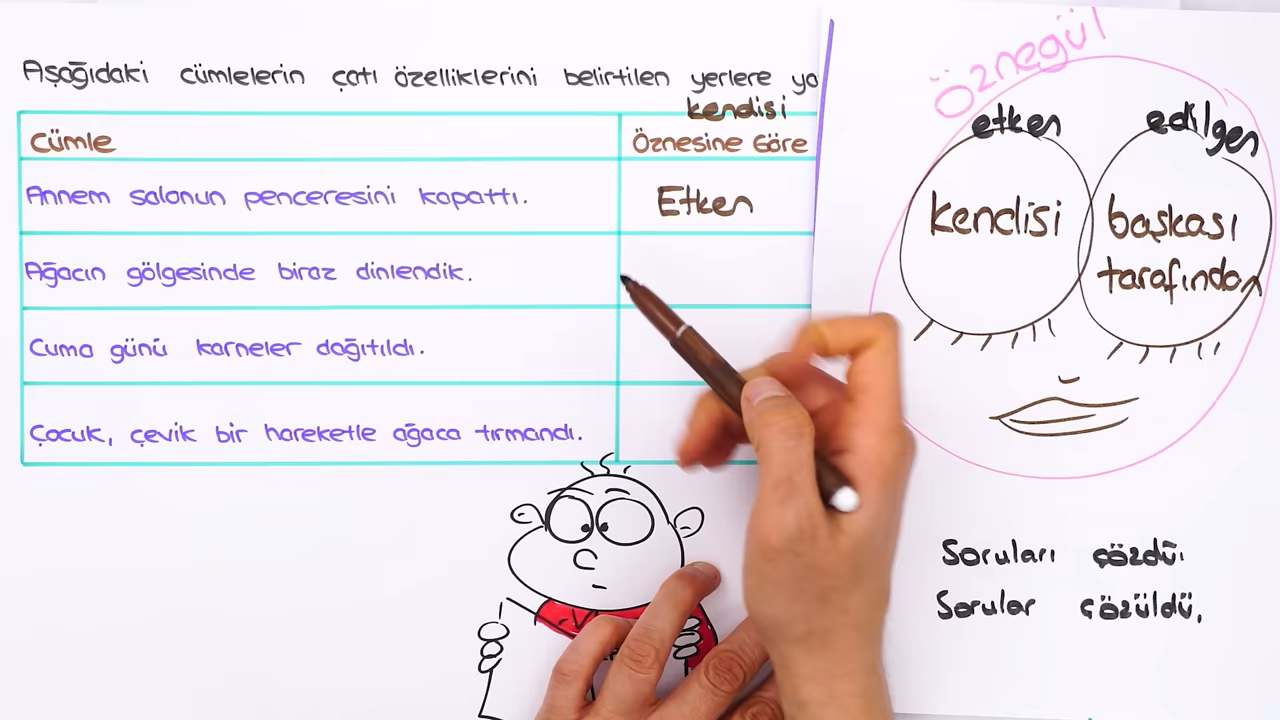 Aşağıdaki cümlelerin çatı özelliklerini belirtilen yerlere
kendisi
Cümle
Öznesine Göre
Annem salonun penceresini kapattı.
Etken
Ağacın gölgesinde biraz dinlendik.
Cuma günü karneler dağıtıldı.
Çocuk, çevik bir hareketle ağaca tırmandı.
Öznegül
etken
edilgen
kendisi
başkası
tarafından
Soruları çözdü.
Sorular çözüldü.